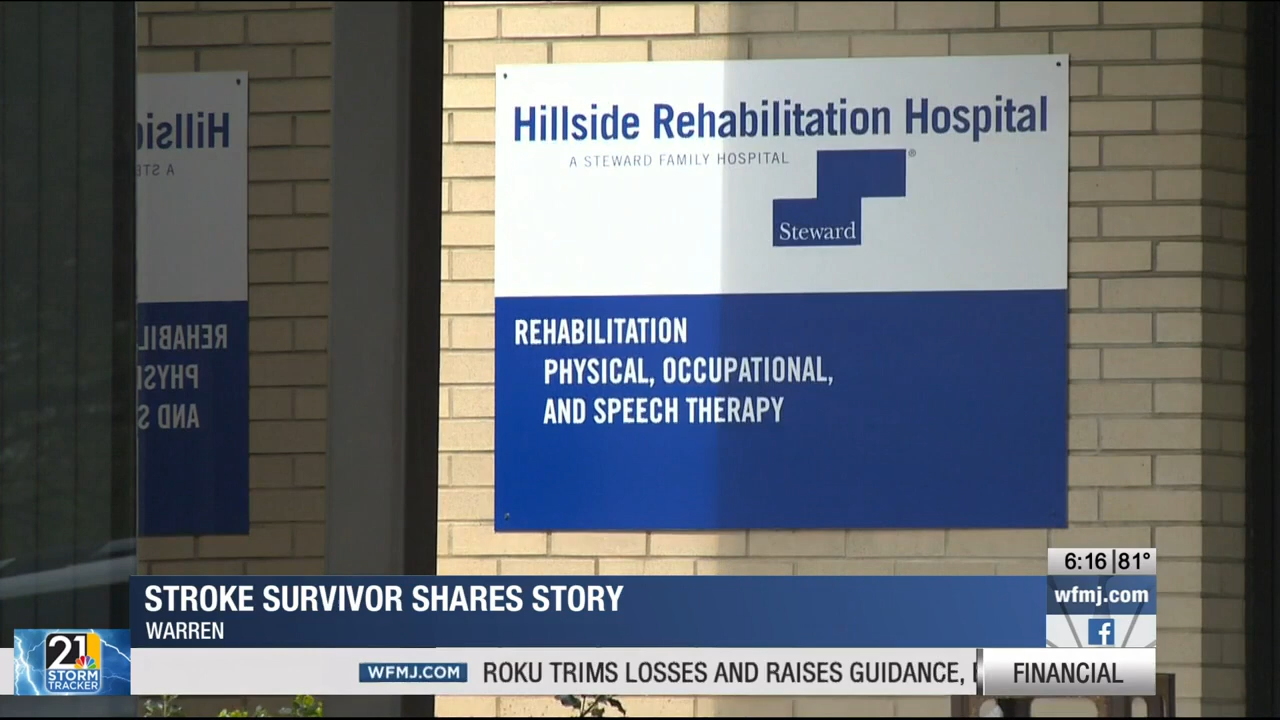 Hillside Rehabilitation Hospital
A STEWARD FAMILY HOSPITAL
®
Steward
REHABILITATION
PHYSICAL, OCCUPATIONAL,
AND SPEECH THERAPY
6:16 81°
wfmj.com
STROKE SURVIVOR SHARES STORY
WARREN
21
STORM
TRACKER
WFMJ.COM ROKU TRIMS LOSSES AND RAISES GUIDANCE,
FINANCIAL